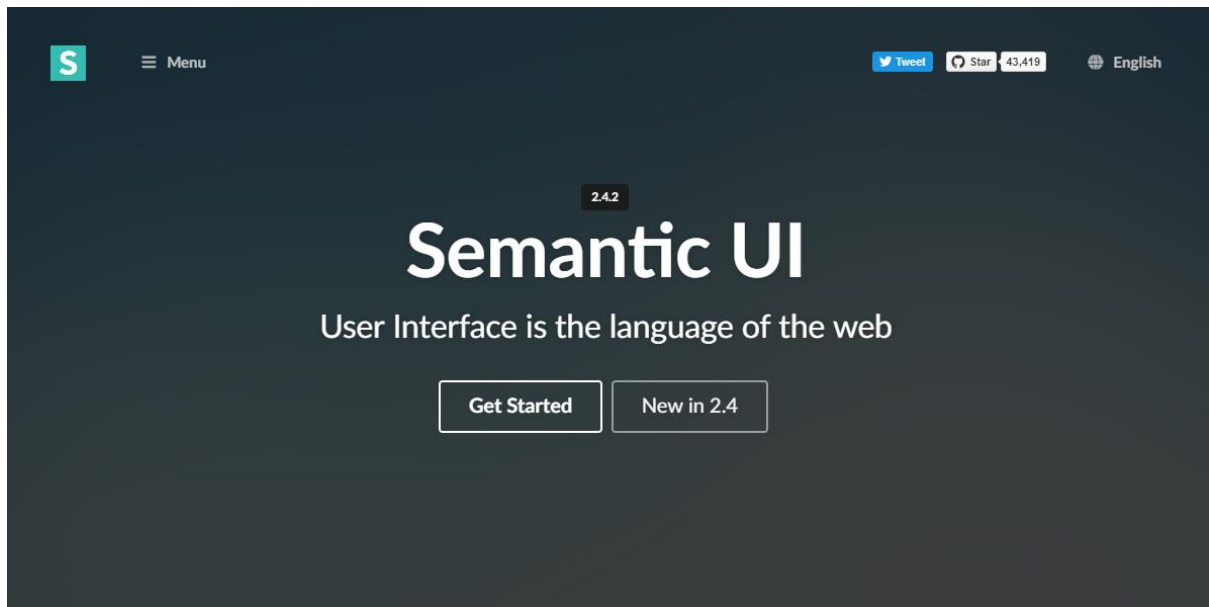 S
Menu
Tweet
Star 43,419
English
2.4.2
Semantic UI
User Interface is the language of the web
Get Started
New in 2.4